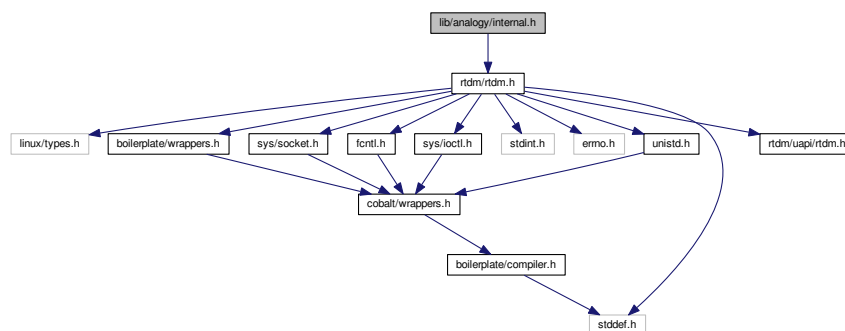 lib/analogy/internal.h
rtdm/rtdm.h
linux/types.h
boilerplate/wrappers.h
sys/socket.h
fcntl.h
sys/ioctl.h
stdint.h
errno.h
unistd.h
rtdm/uapi/rtdm.h
cobalt/wrappers.h
boilerplate/compiler.h
stddef.h